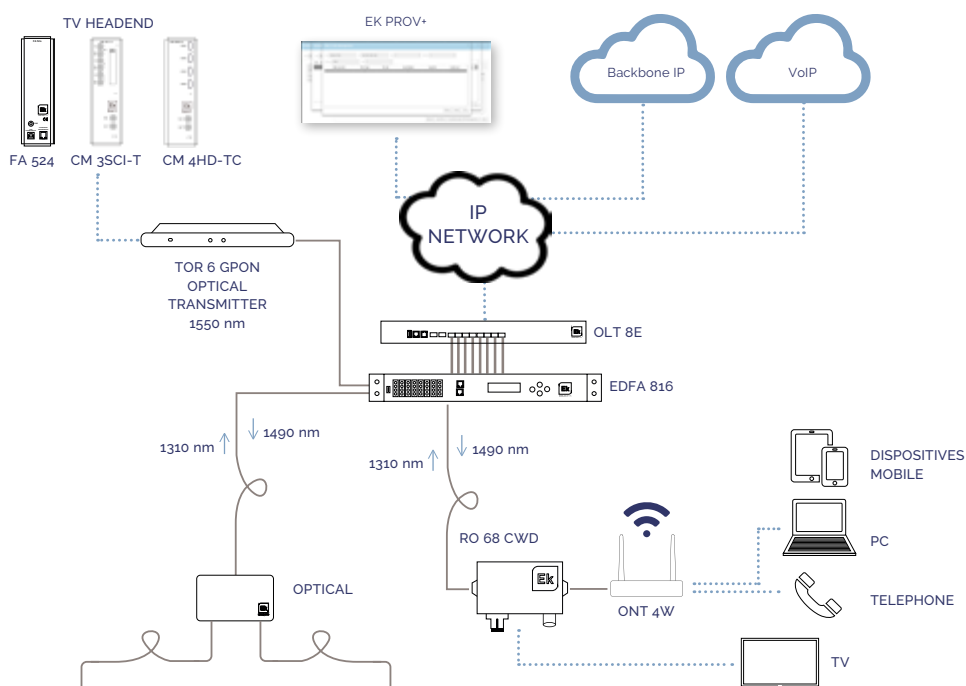 TV HEADEND
EK PROV+
Backbone IP
VoIP
FA 524
CM 3SCI-T
CM 4HD-TC
IP
NETWORK
TOR 6 GPON
OPTICAL
TRANSMITTER
1550 nm
OLT 8E
EDFA 816
Ek
1310 nm
1490 nm
1310 nm
1490 nm
DISPOSITIVES
MOBILE
RO 68 CWD
PC
Ek
OPTICAL
ONT 4W
TELEPHONE
TV